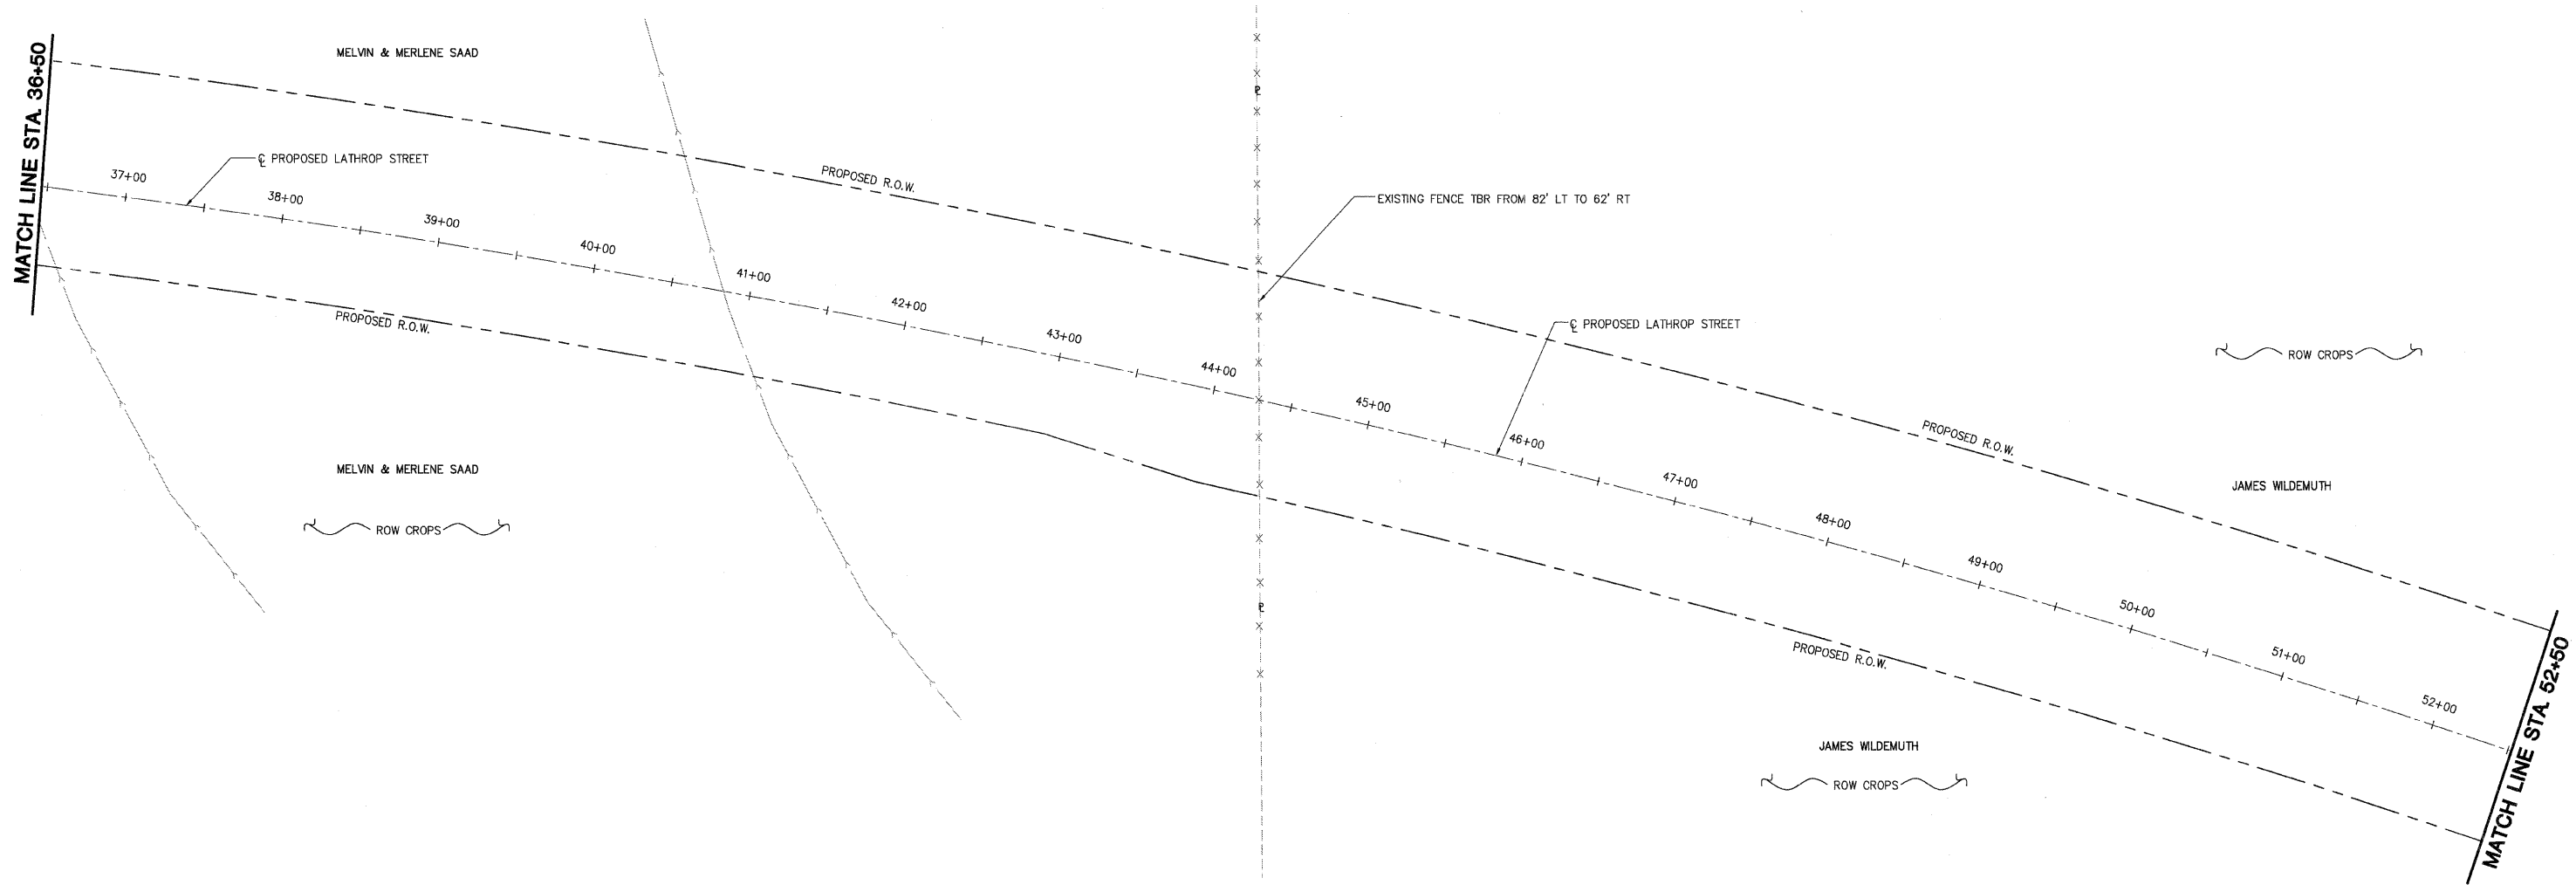 MELVIN & MERLENE SAAD
MATCH LINE STA. 36+50
℄ PROPOSED LATHROP STREET
37+00
38+00
39+00
40+00
41+00
42+00
43+00
44+00
45+00
46+00
47+00
48+00
49+00
50+00
51+00
52+00
PROPOSED R.O.W.
PROPOSED R.O.W.
MELVIN & MERLENE SAAD
ROW CROPS
⅊
EXISTING FENCE TBR FROM 82' LT TO 62' RT
℄ PROPOSED LATHROP STREET
⅊
ROW CROPS
PROPOSED R.O.W.
JAMES WILDEMUTH
PROPOSED R.O.W.
JAMES WILDEMUTH
ROW CROPS
MATCH LINE STA. 52+50